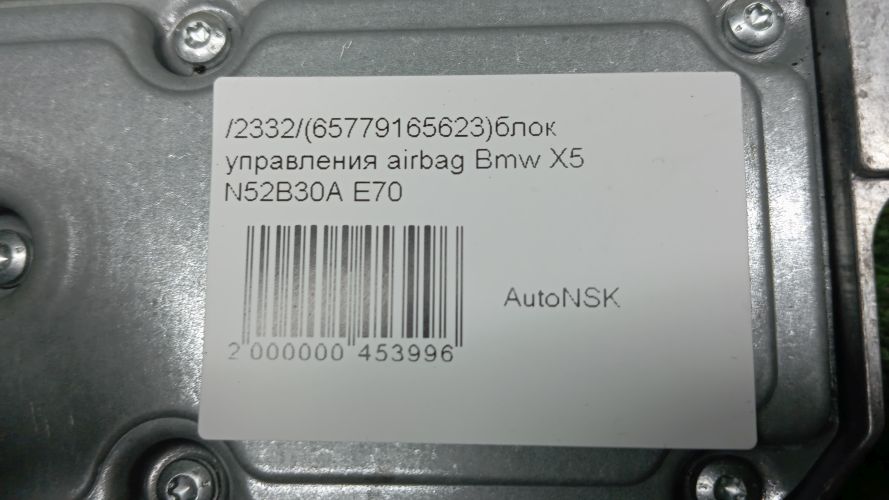 /2332/(65779165623)блок
управления airbag Bmw X5
N52B30A E70
AutoNSK
2 000000 453996